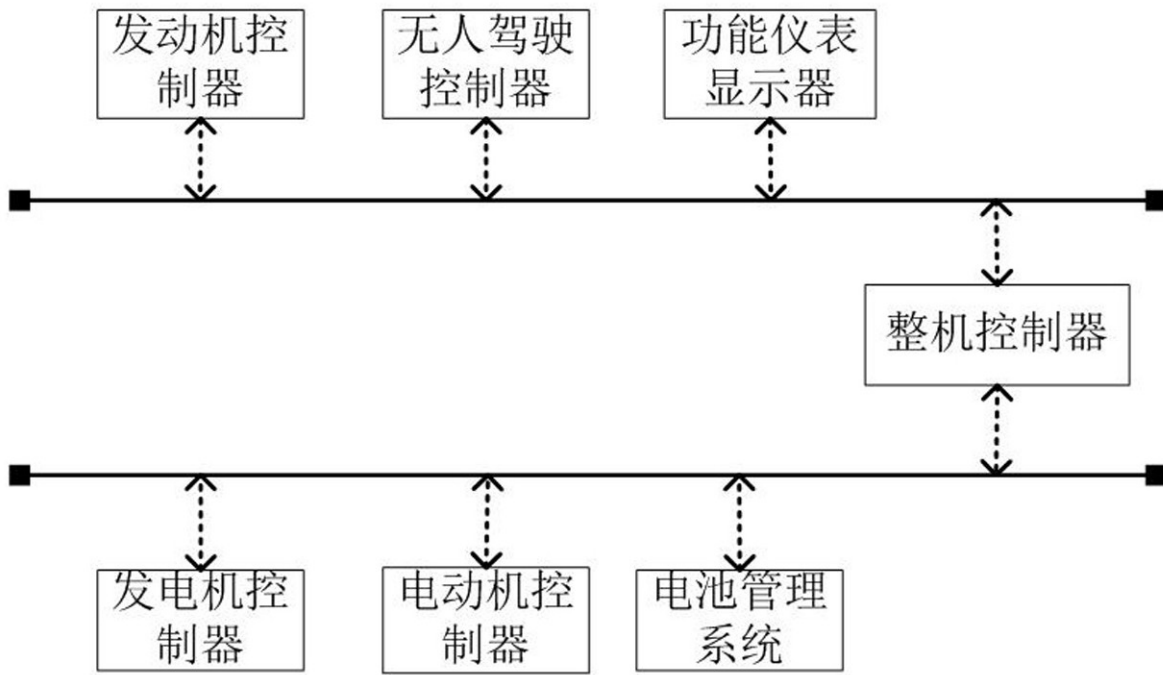 发动机控
制器
无人驾驶
控制器
功能仪表
显示器
整机控制器
发电机控
制器
电动机控
制器
电池管理
系统